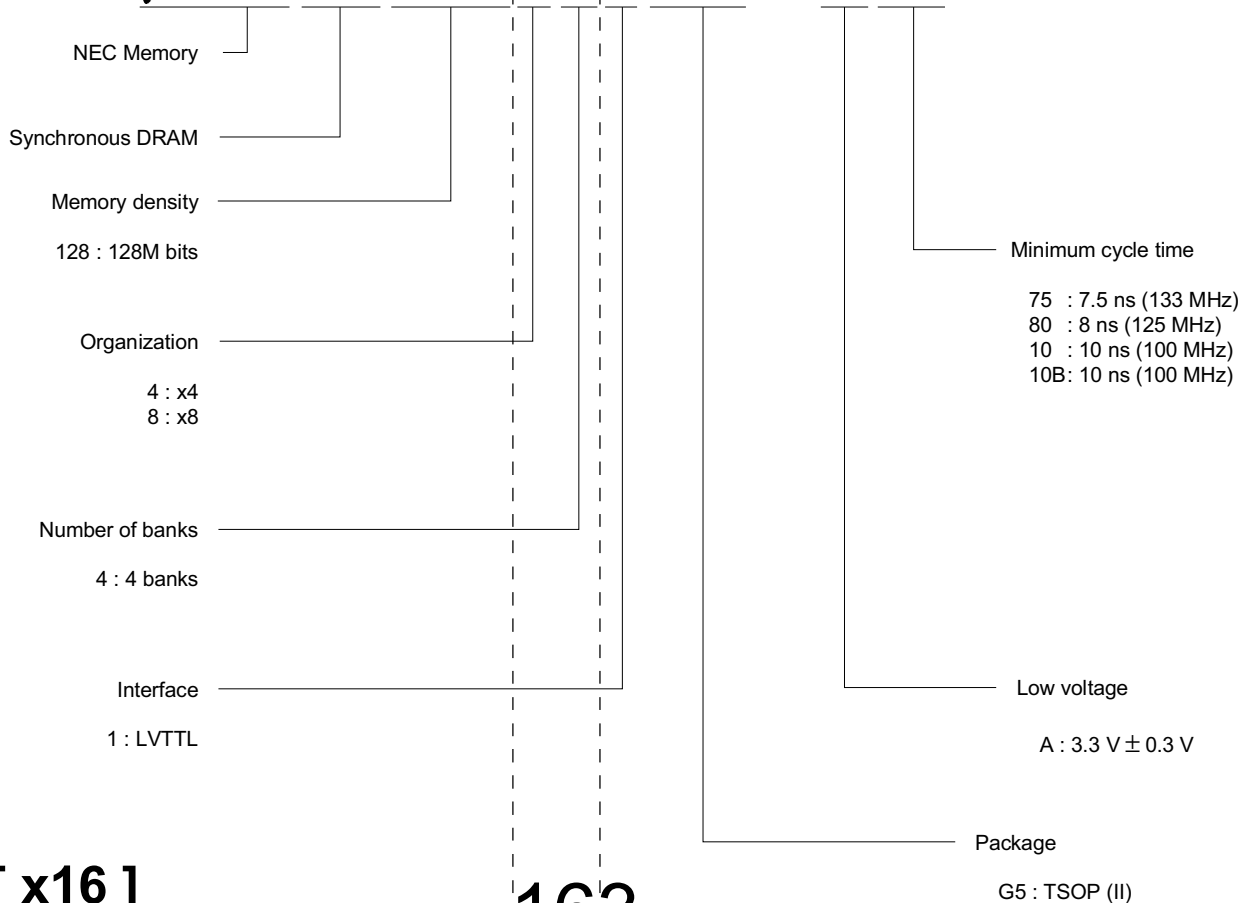 NEC Memory
Synchronous DRAM
Memory density
128 : 128M bits
Organization
4 : x4
8 : x8
Number of banks
4 : 4 banks
Interface
1 : LVTTL
Minimum cycle time
75 : 7.5 ns (133 MHz)
80 : 8 ns (125 MHz)
10 : 10 ns (100 MHz)
10B: 10 ns (100 MHz)
Low voltage
A : 3.3 V ± 0.3 V
Package
G5 : TSOP (II)
[ x16 ]